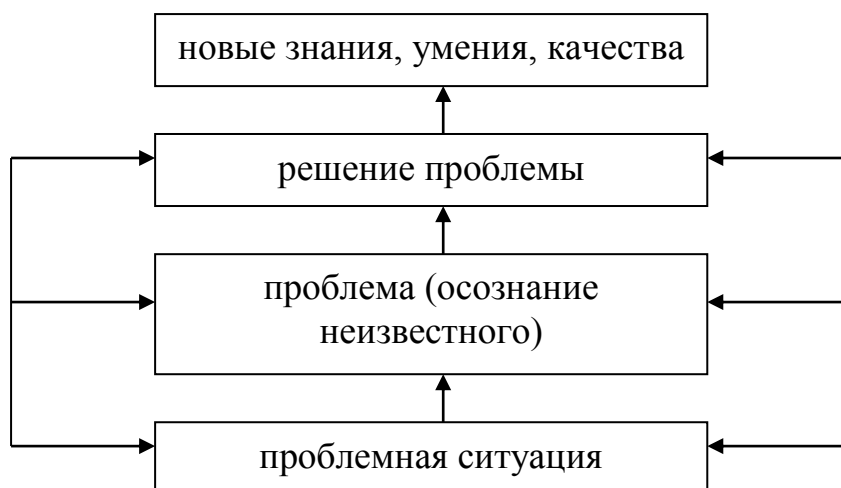 новые знания, умения, качества
решение проблемы
проблема (осознание
неизвестного)
проблемная ситуация